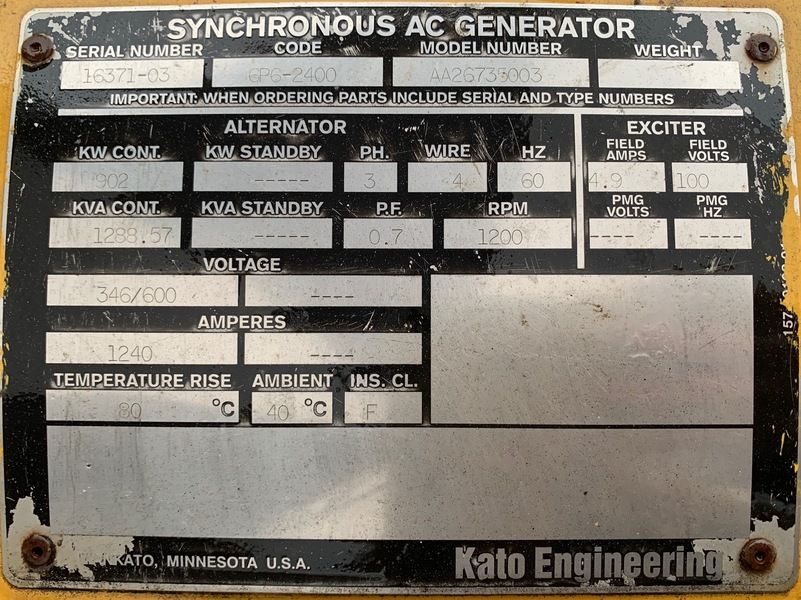 SYNCHRONOUS AC GENERATOR
SERIAL NUMBER CODE MODEL NUMBER WEIGHT
16371-03 6P6-2400
IMPORTANT: WHEN ORDERING PARTS INCLUDE SERIAL AND TYPE NUMBERS
ALTERNATOR EXCITER
KW CONT. KW STANDBY PH. WIRE HZ FIELD AMPS FIELD VOLTS
902 ----- 3 4 60 4.9 100
KVA CONT. KVA STANDBY P.F. RPM PMG VOLTS PMG HZ
1288.57 ----- 0.7 1200 ---- ----
VOLTAGE
346/600 ----
AMPERES
1240 ----
TEMPERATURE RISE AMBIENT INS. CL.
80 °C 40 °C F
MINNESOTA U.S.A. Kato Engineering